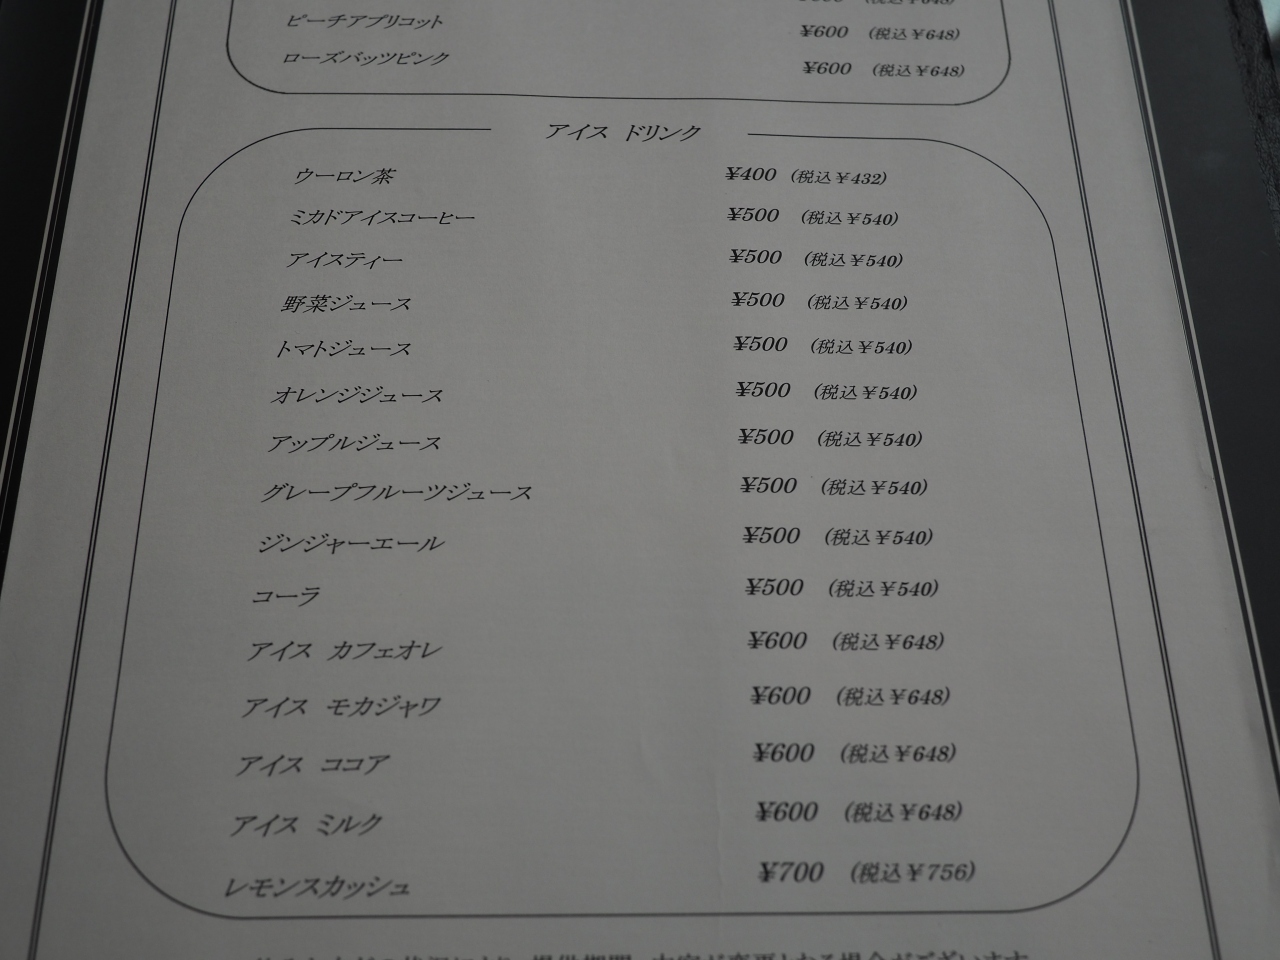 ピーチアプリコット ¥600 (税込￥648)
ローズバッツピンク ¥600 (税込￥648)
アイス ドリンク
ウーロン茶 ¥400 (税込￥432)
ミカドアイスコーヒー ¥500 (税込￥540)
アイスティー ¥500 (税込￥540)
野菜ジュース ¥500 (税込￥540)
トマトジュース ¥500 (税込￥540)
オレンジジュース ¥500 (税込￥540)
アップルジュース ¥500 (税込￥540)
グレープフルーツジュース ¥500 (税込￥540)
ジンジャーエール ¥500 (税込￥540)
コーラ ¥500 (税込￥540)
アイス カフェオレ ¥600 (税込￥648)
アイス モカジャワ ¥600 (税込￥648)
アイス ココア ¥600 (税込￥648)
アイス ミルク ¥600 (税込￥648)
レモンスカッシュ ¥700 (税込￥756)